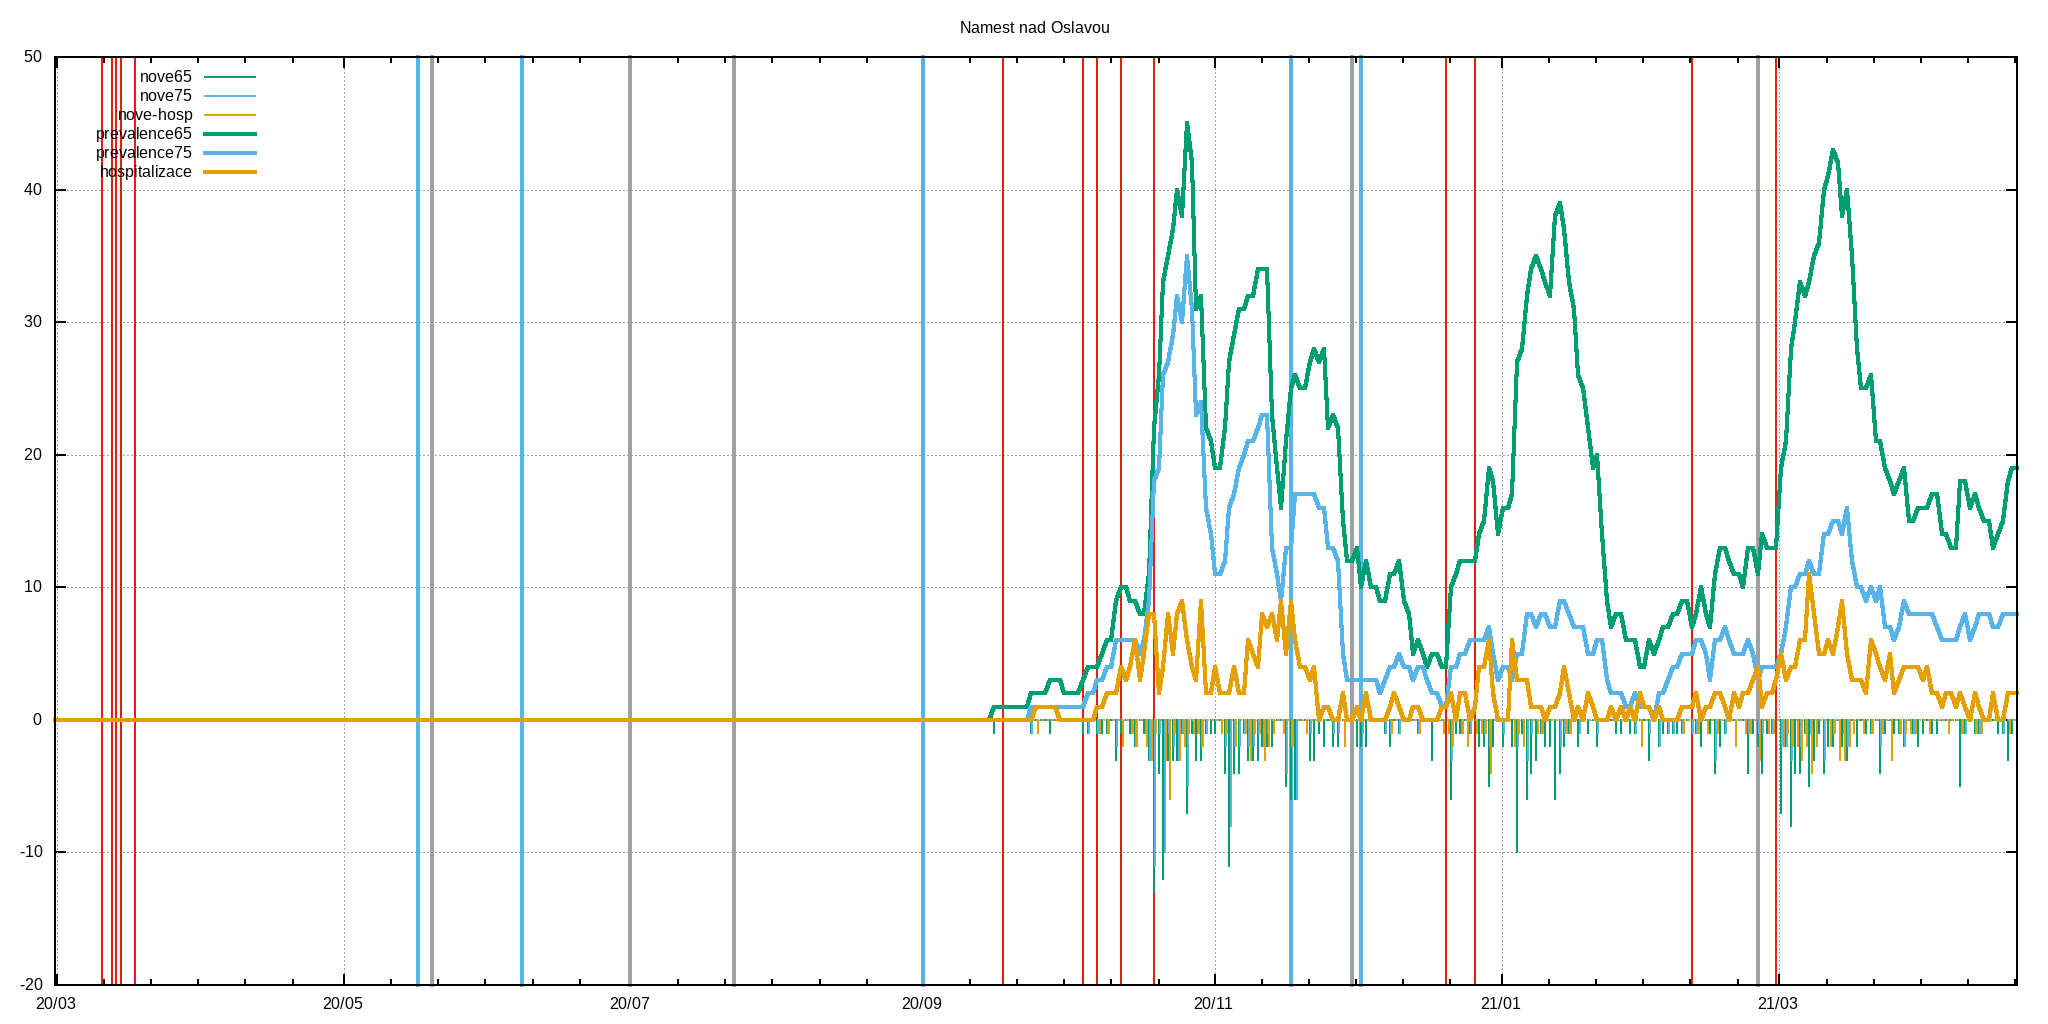 Namest nad Oslavou
50
nove65
nove75
nove-hosp
prevalence65
prevalence75
hospitalizace
40
30
20
10
0
-10
-20
20/03 20/05 20/07 20/09 20/11 21/01 21/03